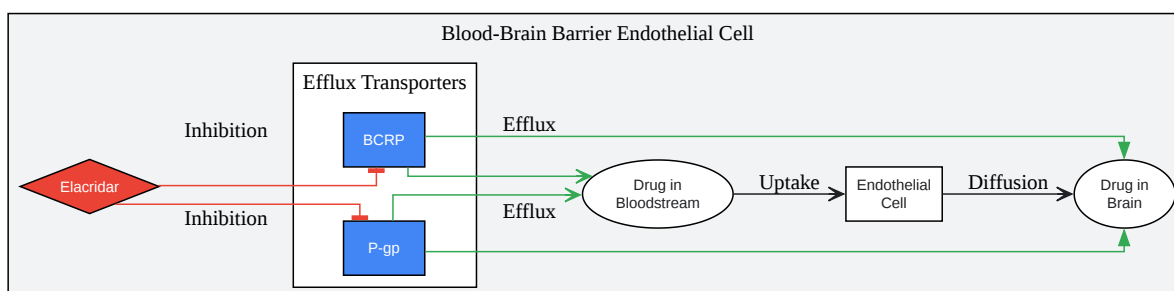 Blood-Brain Barrier Endothelial Cell
Efflux Transporters
Inhibition
BCRP
Efflux
Elacridar
Inhibition
P-gp
Efflux
Drug in
Bloodstream
Uptake
Endothelial
Cell
Diffusion
Drug in
Brain